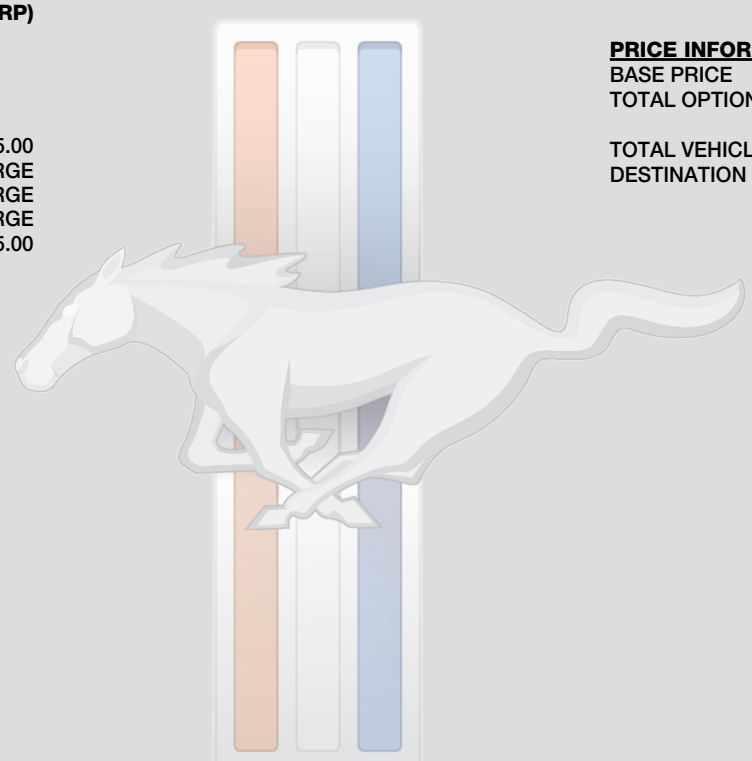 RP)
5.00
RGE
RGE
RGE
5.00
PRICE INFOR
BASE PRICE
TOTAL OPTION
TOTAL VEHICL
DESTINATION